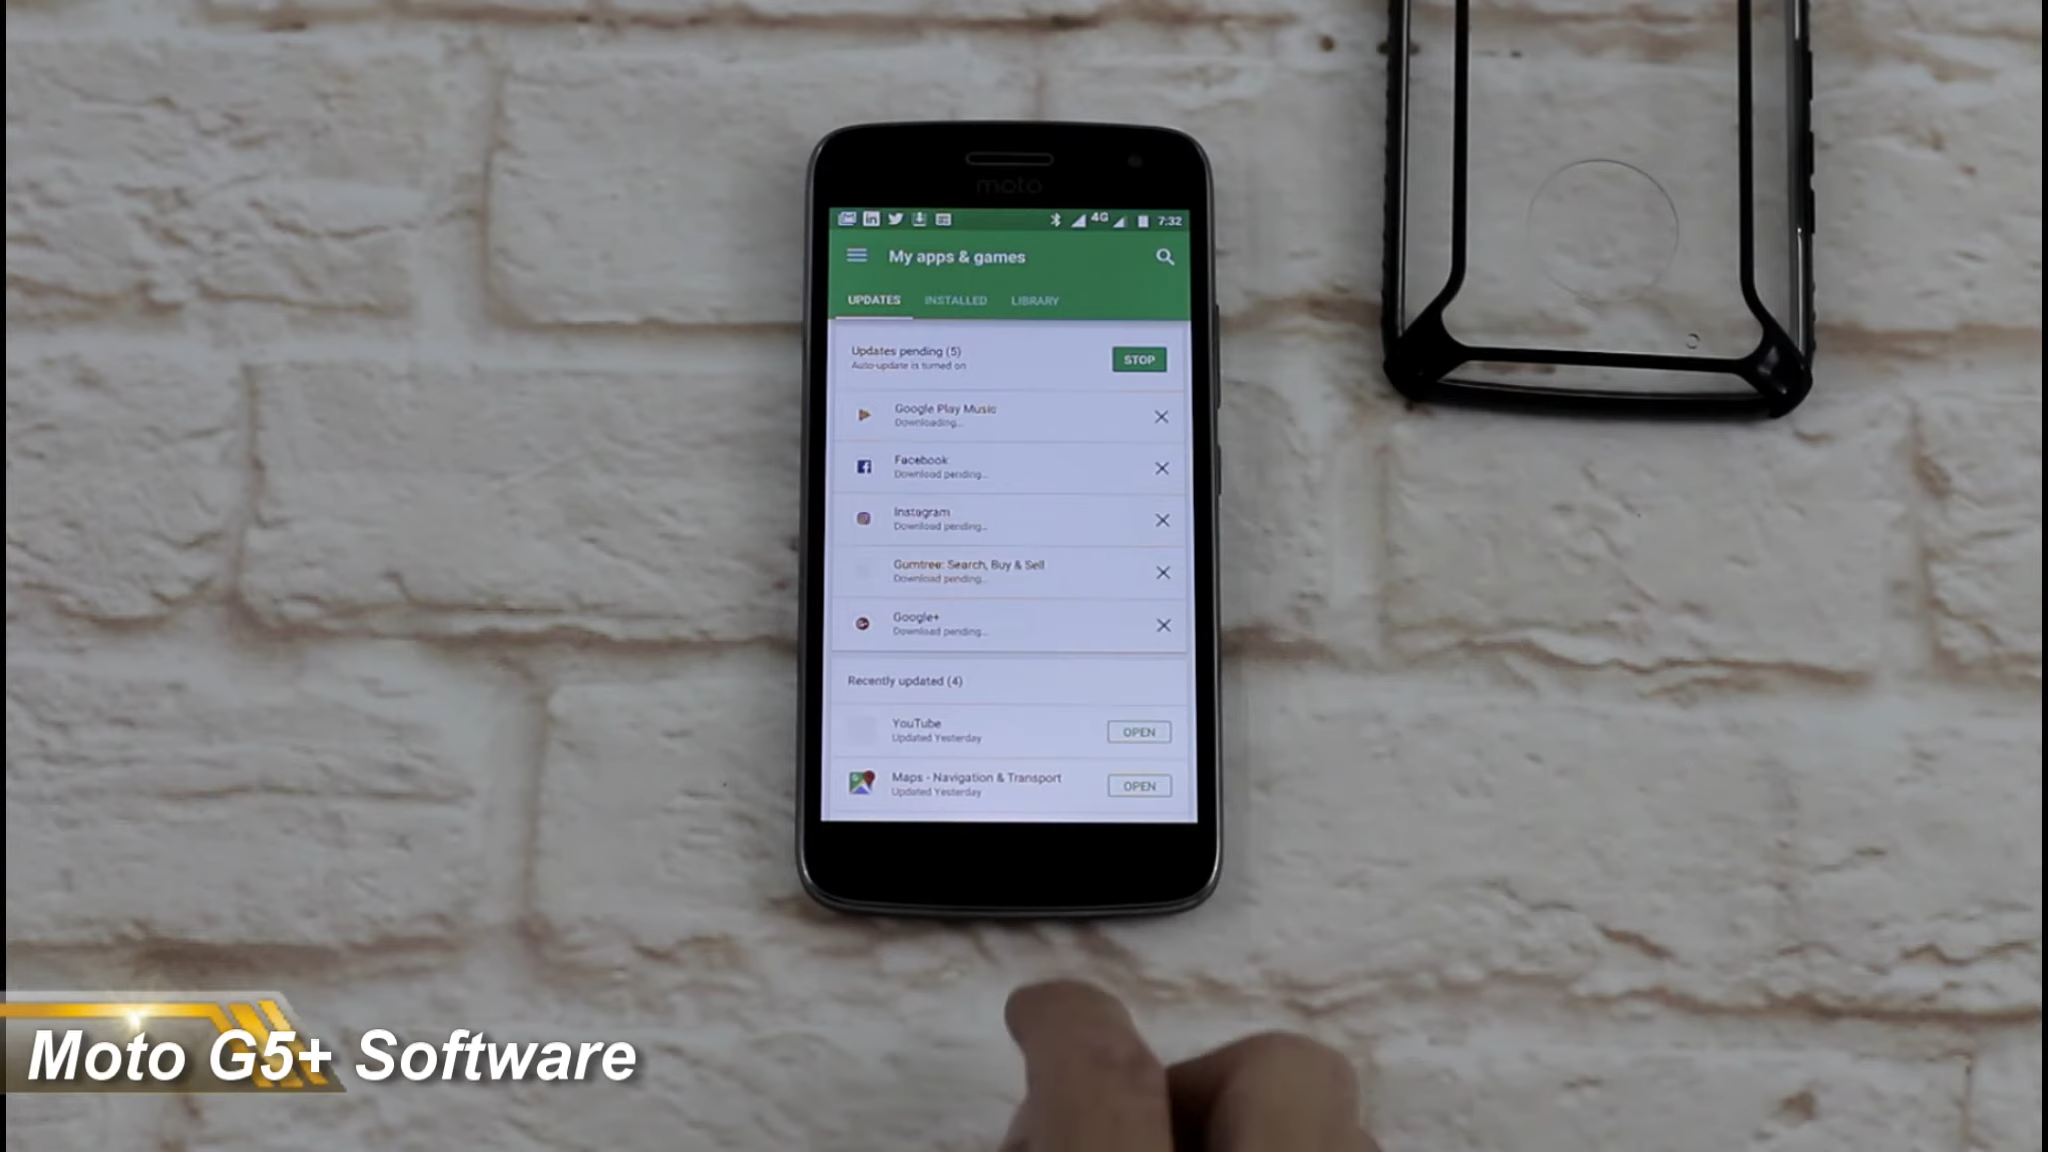 moto
4G 7:32
My apps & games
UPDATES INSTALLED LIBRARY
Updates pending (5)
Auto-update is turned on
STOP
Google Play Music
Downloading...
Facebook
Download pending...
Instagram
Download pending...
Gumtree: Search, Buy & Sell
Download pending...
Google+
Download pending...
Recently updated (4)
YouTube
Updated Yesterday
OPEN
Maps - Navigation & Transport
Updated Yesterday
OPEN
Moto G5+ Software